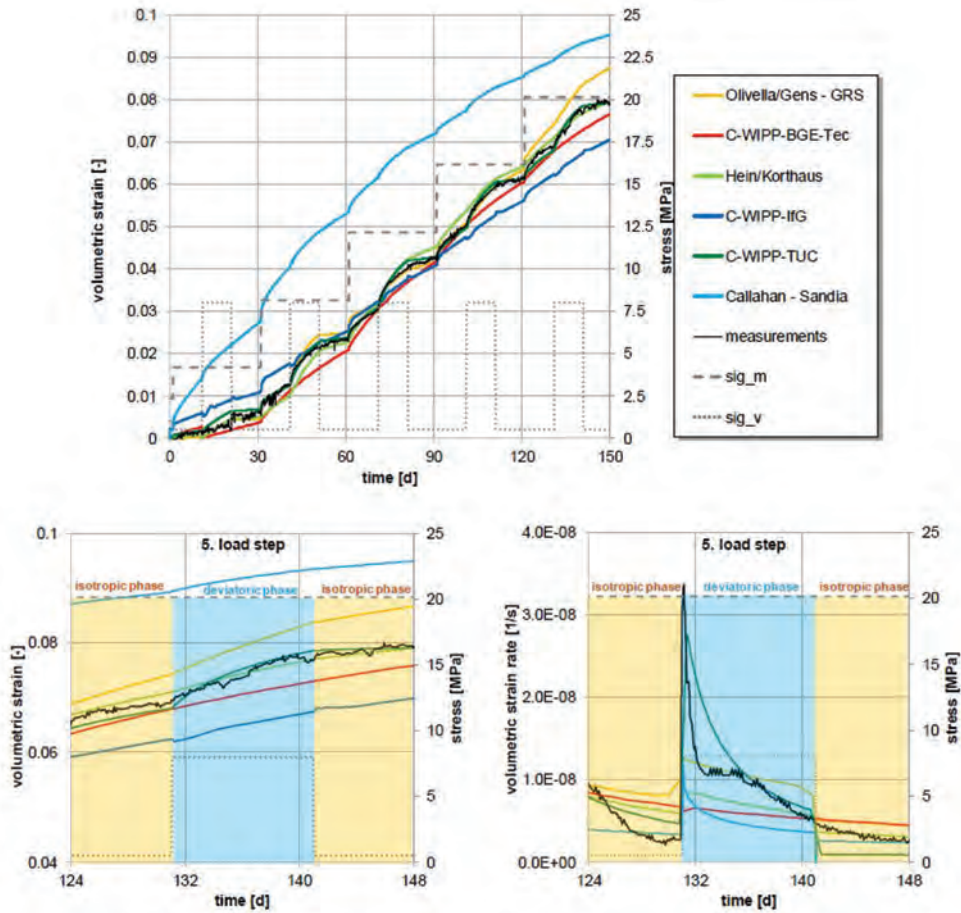 0.1
0.09
0.08
0.07
0.06
0.05
0.04
0.03
0.02
0.01
0
volumetric strain [-]
0
30
60
90
120
150
time [d]
25
22.5
20
17.5
15
12.5
10
7.5
5
2.5
0
stress [MPa]
Olivella/Gens - GRS
C-WIPP-BGE-Tec
Hein/Korthaus
C-WIPP-IfG
C-WIPP-TUC
Callahan - Sandia
measurements
sig_m
sig_v
0.1
0.08
0.06
0.04
volumetric strain [-]
5. load step
isotropic phase
deviatoric phase
isotropic phase
124
132
140
148
time [d]
25
20
15
10
5
0
stress [MPa]
4.0E-08
3.0E-08
2.0E-08
1.0E-08
0.0E+00
volumetric strain rate [1/s]
5. load step
isotropic phase
deviatoric phase
isotropic phase
124
132
140
148
time [d]
25
20
15
10
5
0
stress [MPa]